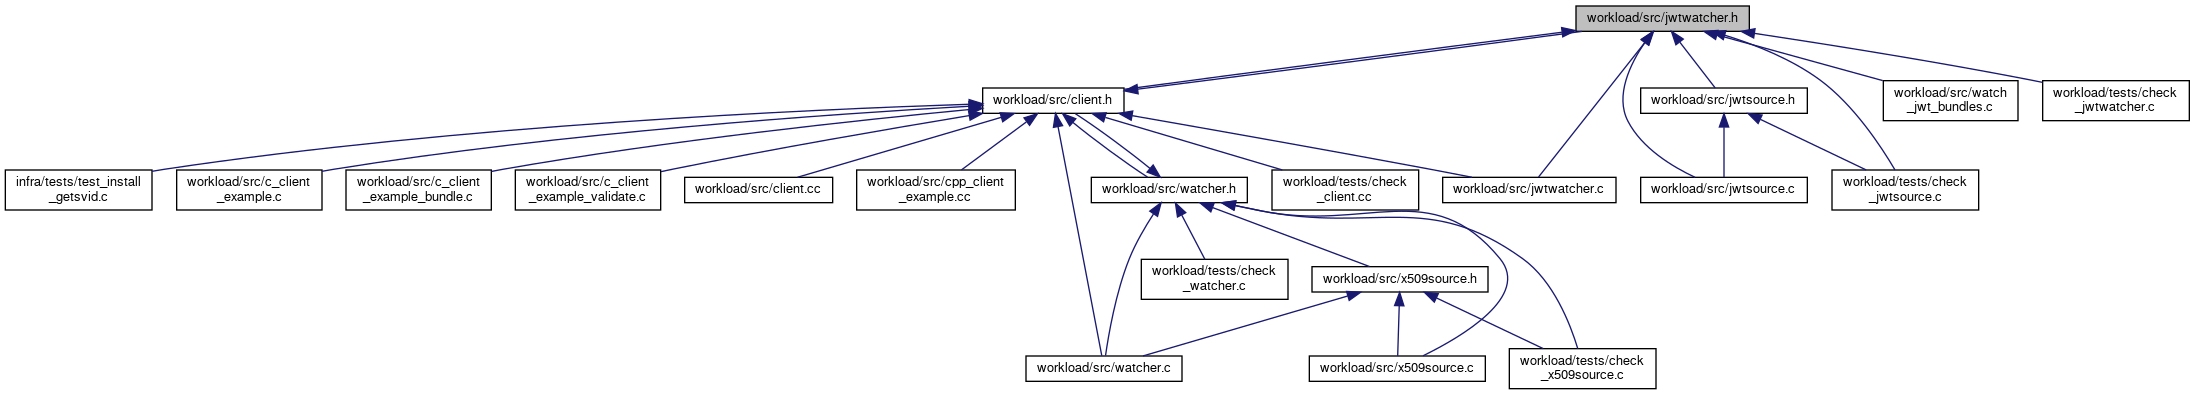 workload/src/jwtwatcher.h
workload/src/client.h
workload/src/jwtsource.h
workload/src/watch
_jwt_bundles.c
workload/tests/check
_jwtwatcher.c
infra/tests/test_install
_getsvid.c
workload/src/c_client
_example.c
workload/src/c_client
_example_bundle.c
workload/src/c_client
_example_validate.c
workload/src/client.cc
workload/src/cpp_client
_example.cc
workload/src/watcher.h
workload/tests/check
_client.cc
workload/src/jwtwatcher.c
workload/src/jwtsource.c
workload/tests/check
_jwtsource.c
workload/tests/check
_watcher.c
workload/src/x509source.h
workload/src/watcher.c
workload/src/x509source.c
workload/tests/check
_x509source.c